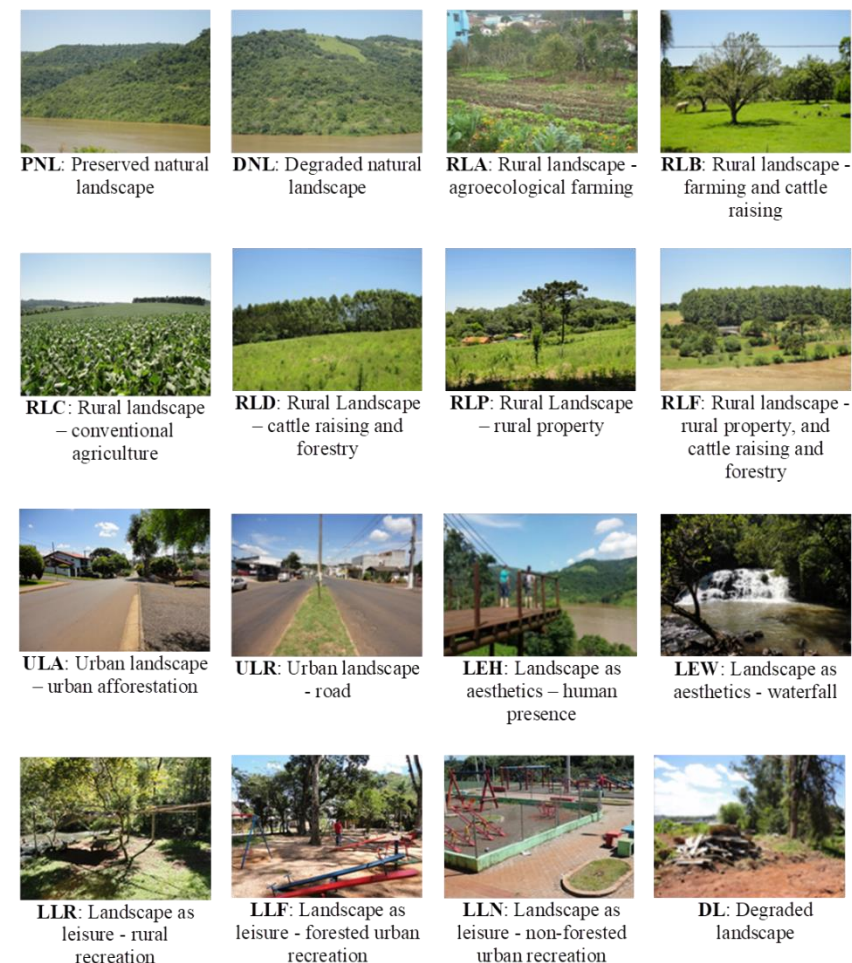 PNL: Preserved natural
landscape
DNL: Degraded natural
landscape
RLA: Rural landscape -
agroecological farming
RLB: Rural landscape -
farming and cattle
raising
RLC: Rural landscape
– conventional
agriculture
RLD: Rural Landscape
– cattle raising and
forestry
RLP: Rural Landscape
– rural property
RLF: Rural landscape -
rural property, and
cattle raising and
forestry
ULA: Urban landscape
– urban afforestation
ULR: Urban landscape
- road
LEH: Landscape as
aesthetics – human
presence
LEW: Landscape as
aesthetics - waterfall
LLR: Landscape as
leisure - rural
recreation
LLF: Landscape as
leisure - forested urban
recreation
LLN: Landscape as
leisure - non-forested
urban recreation
DL: Degraded
landscape